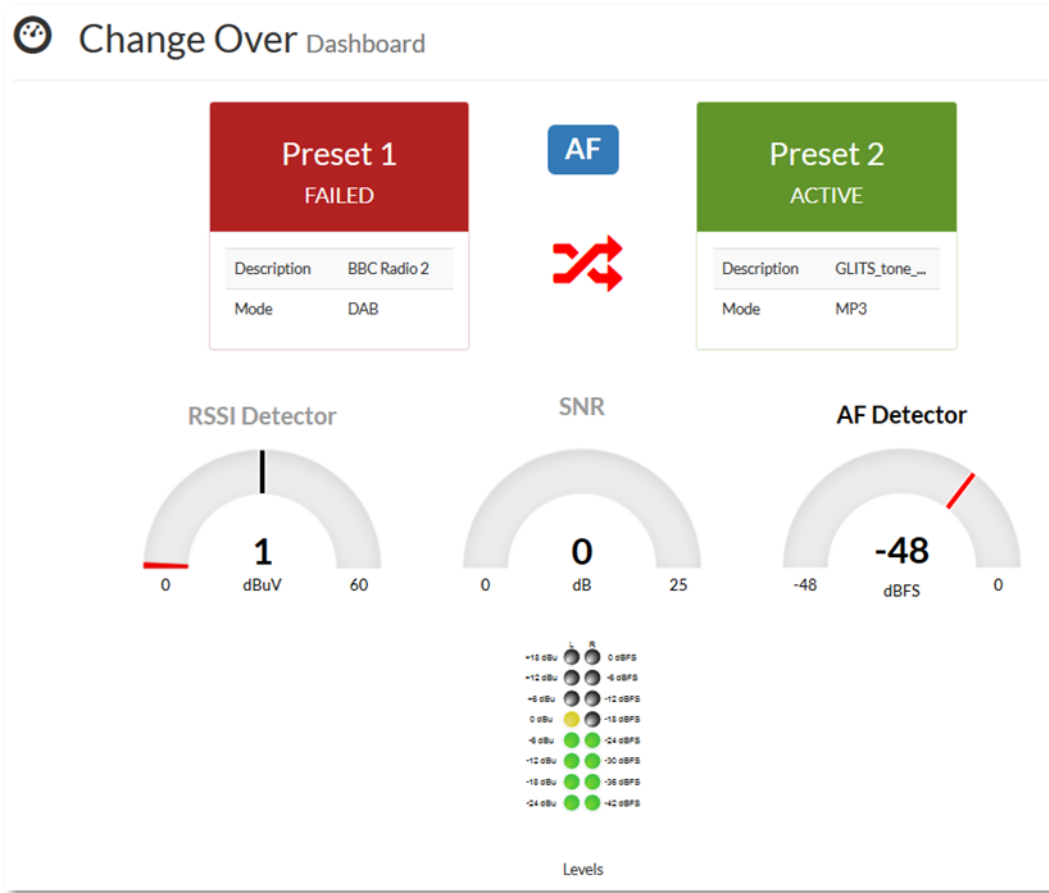 Change Over Dashboard
Preset 1
FAILED
AF
Preset 2
ACTIVE
Description BBC Radio 2
Mode DAB
Description GLITS_tone_...
Mode MP3
RSSI Detector
SNR
AF Detector
1
0 dBuV 60
0
0 dB 25
-48
-48 dBFS 0
L R
+18 dBu 0 dBFS
+12 dBu -6 dBFS
+6 dBu -12 dBFS
0 dBu -18 dBFS
-6 dBu -24 dBFS
-12 dBu -30 dBFS
-18 dBu -36 dBFS
-24 dBu -42 dBFS
Levels